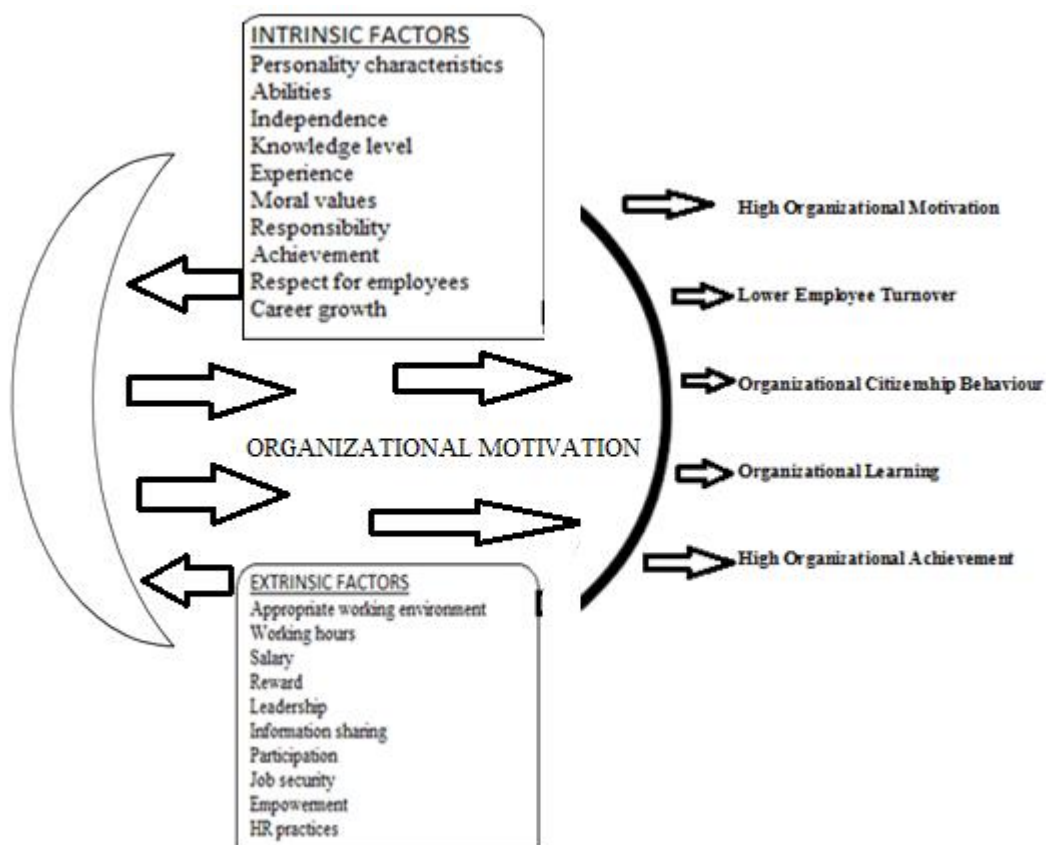 INTRINSIC FACTORS
Personality characteristics
Abilities
Independence
Knowledge level
Experience
Moral values
Responsibility
Achievement
Respect for employees
Career growth
High Organizational Motivation
Lower Employee Turnover
Organizational Citizenship Behaviour
ORGANIZATIONAL MOTIVATION
Organizational Learning
High Organizational Achievement
EXTRINSIC FACTORS
Appropriate working environment
Working hours
Salary
Reward
Leadership
Information sharing
Participation
Job security
Empowerment
HR practices